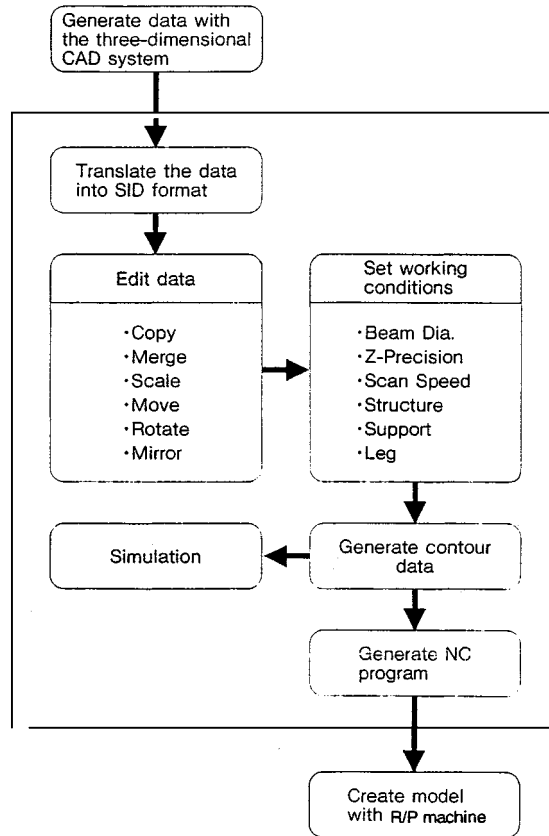 Generate data with
the three-dimensional
CAD system
Translate the data
into SID format
Edit data
·Copy
·Merge
·Scale
·Move
·Rotate
·Mirror
Set working
conditions
·Beam Dia.
·Z-Precision
·Scan Speed
·Structure
·Support
·Leg
Simulation
Generate contour
data
Generate NC
program
Create model
with R/P machine